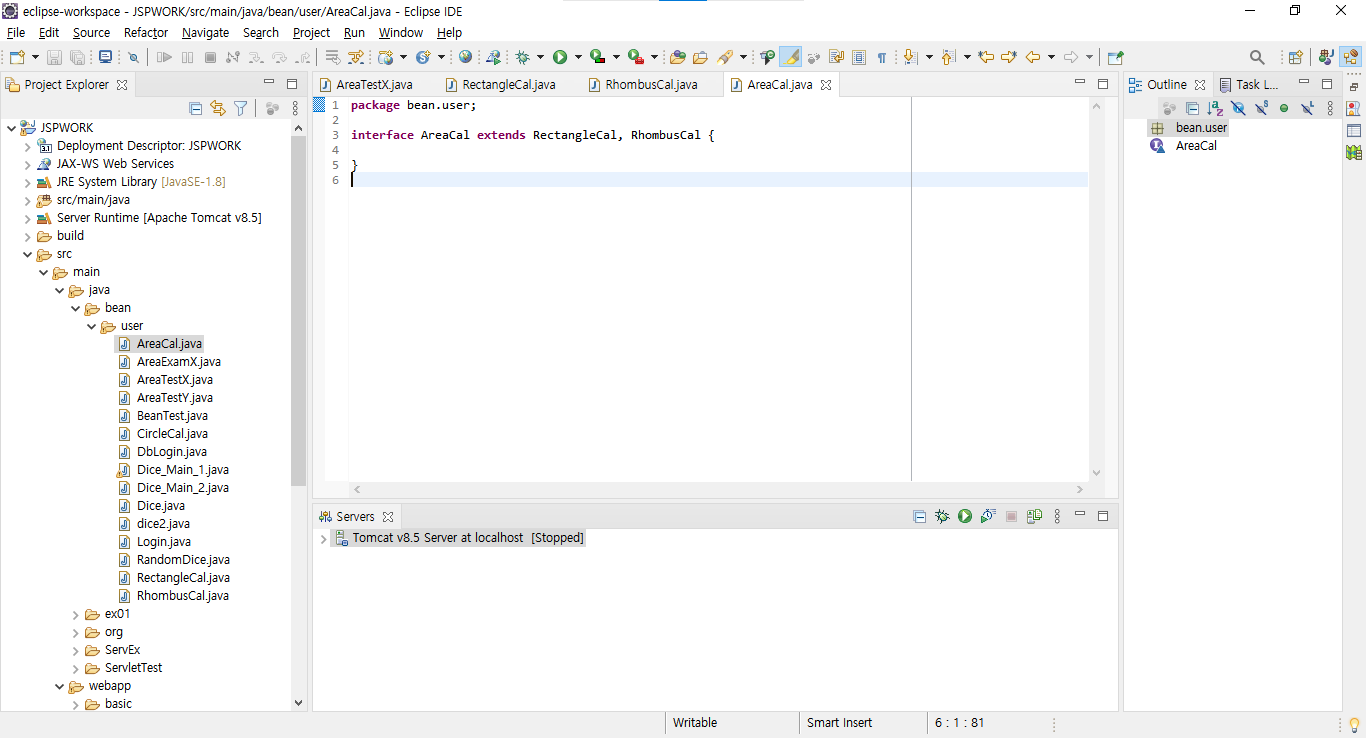 eclipse-workspace - JSPWORK/src/main/java/bean/user/AreaCal.java - Eclipse IDE
File Edit Source Refactor Navigate Search Project Run Window Help
Project Explorer
JSPWORK
Deployment Descriptor: JSPWORK
JAX-WS Web Services
JRE System Library [JavaSE-1.8]
src/main/java
Server Runtime [Apache Tomcat v8.5]
build
src
main
java
bean
user
AreaCal.java
AreaExamX.java
AreaTestX.java
AreaTestY.java
BeanTest.java
CircleCal.java
DbLogin.java
Dice_Main_1.java
Dice_Main_2.java
Dice.java
dice2.java
Login.java
RandomDice.java
RectangleCal.java
RhombusCal.java
ex01
org
ServEx
ServletTest
webapp
basic
AreaTestX.java RectangleCal.java RhombusCal.java AreaCal.java
1 package bean.user;
2
3 interface AreaCal extends RectangleCal, RhombusCal {
4
5 }
6
Servers
Tomcat v8.5 Server at localhost [Stopped]
Outline Task L...
bean.user
AreaCal
Writable Smart Insert 6 : 1 : 81